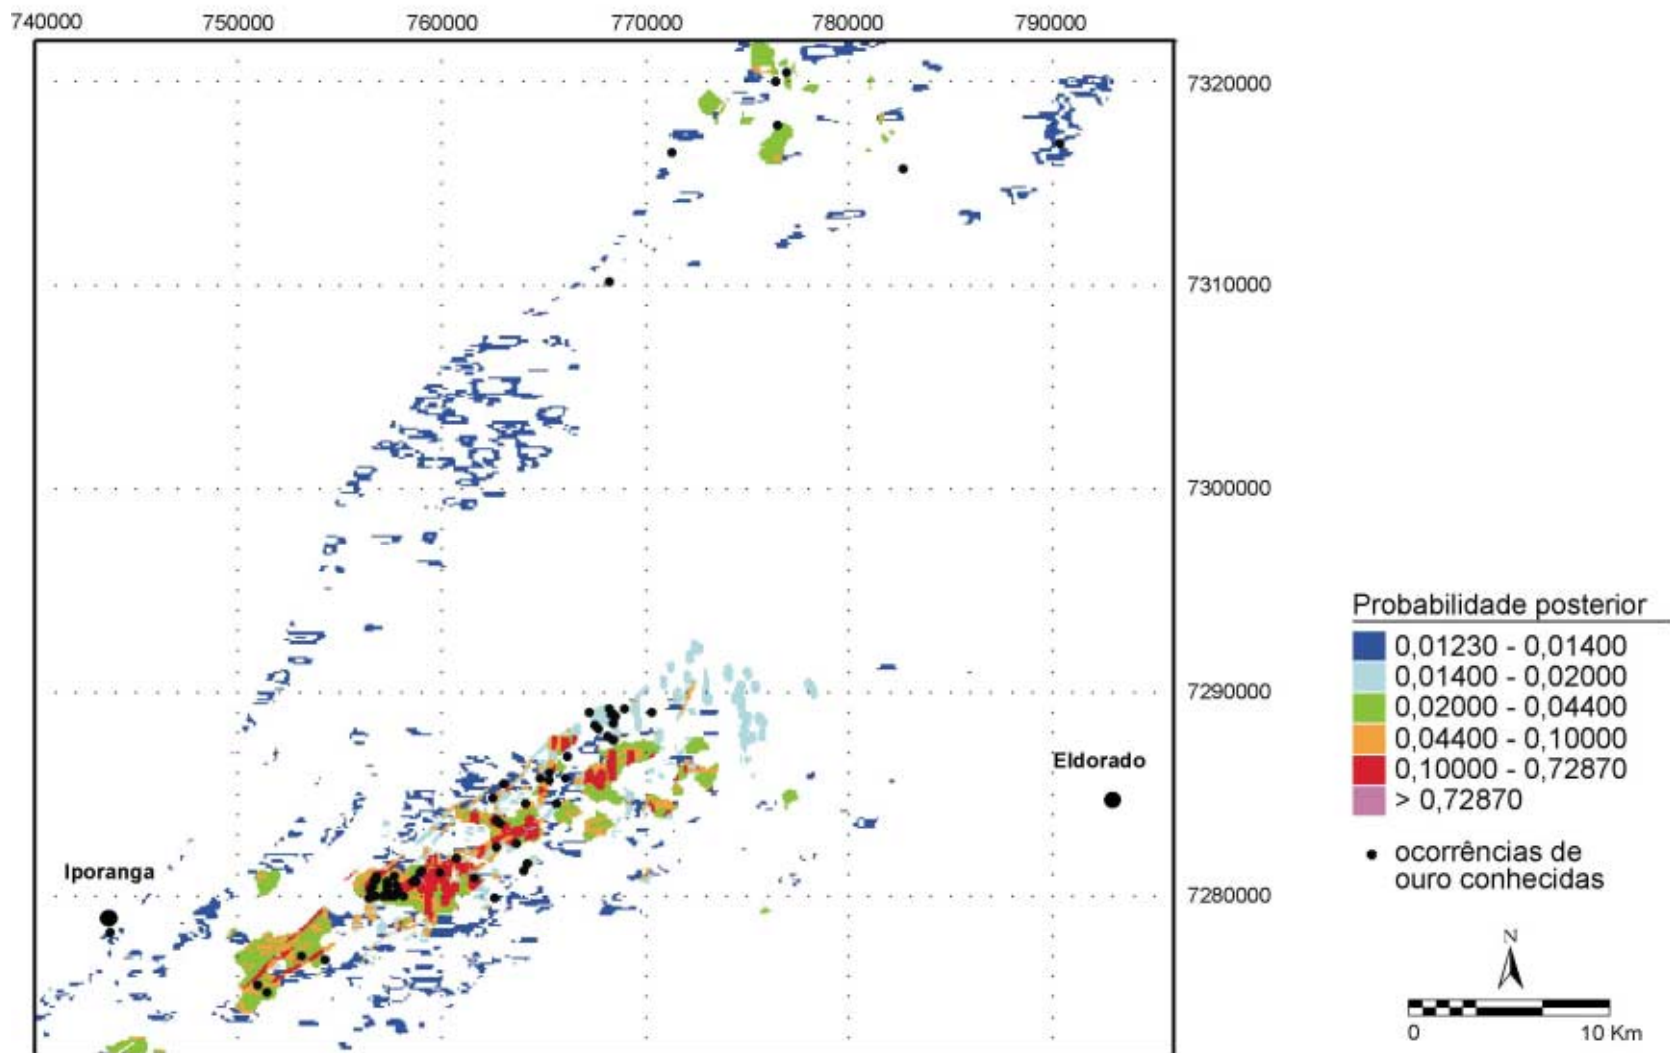 740000 750000 760000 770000 780000 790000
7320000
7310000
7300000
7290000
7280000
Eldorado
Iporanga
Probabilidade posterior
0,01230 - 0,01400
0,01400 - 0,02000
0,02000 - 0,04400
0,04400 - 0,10000
0,10000 - 0,72870
> 0,72870
ocorrências de
ouro conhecidas
N
0 10 Km